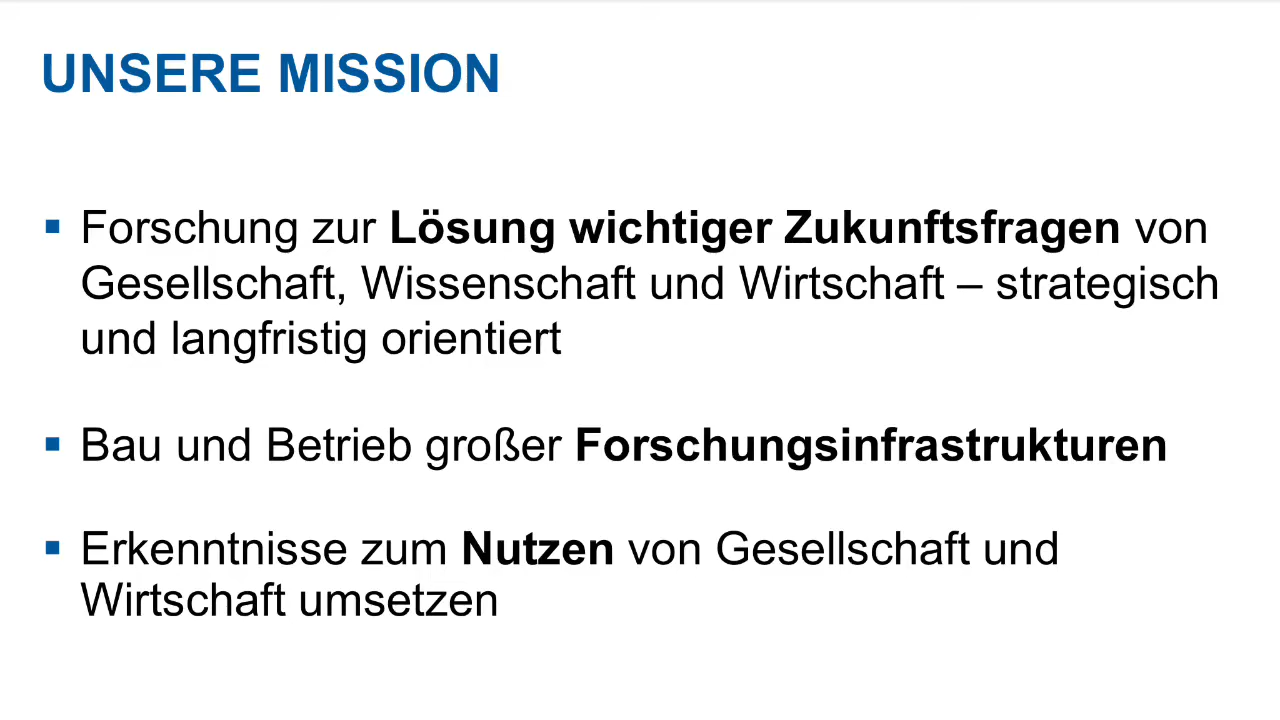 UNSERE MISSION
▪ Forschung zur Lösung wichtiger Zukunftsfragen von
Gesellschaft, Wissenschaft und Wirtschaft – strategisch
und langfristig orientiert
▪ Bau und Betrieb großer Forschungsinfrastrukturen
▪ Erkenntnisse zum Nutzen von Gesellschaft und
Wirtschaft umsetzen